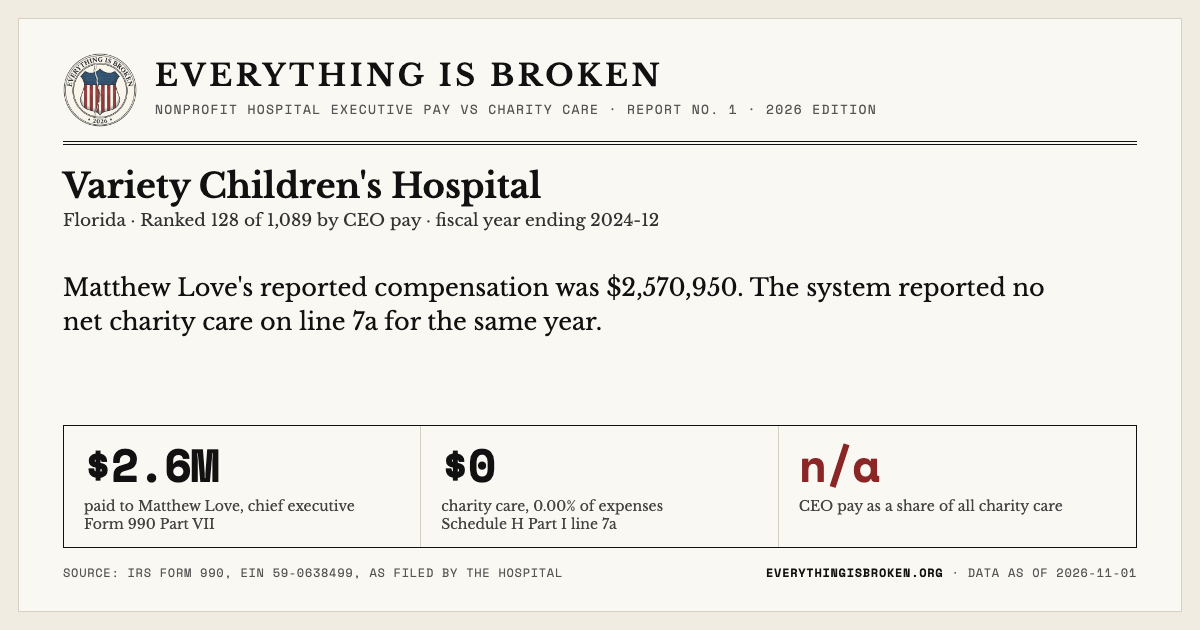 EVERYTHING IS BROKEN
2026
EVERYTHING IS BROKEN
NONPROFIT HOSPITAL EXECUTIVE PAY VS CHARITY CARE · REPORT NO. 1 · 2026 EDITION
Variety Children's Hospital
Florida · Ranked 128 of 1,089 by CEO pay · fiscal year ending 2024-12
Matthew Love's reported compensation was $2,570,950. The system reported no
net charity care on line 7a for the same year.
$2.6M
paid to Matthew Love, chief executive
Form 990 Part VII
$0
charity care, 0.00% of expenses
Schedule H Part I line 7a
n/a
CEO pay as a share of all charity care
SOURCE: IRS FORM 990, EIN 59-0638499, AS FILED BY THE HOSPITAL
EVERYTHINGISBROKEN.ORG · DATA AS OF 2026-11-01